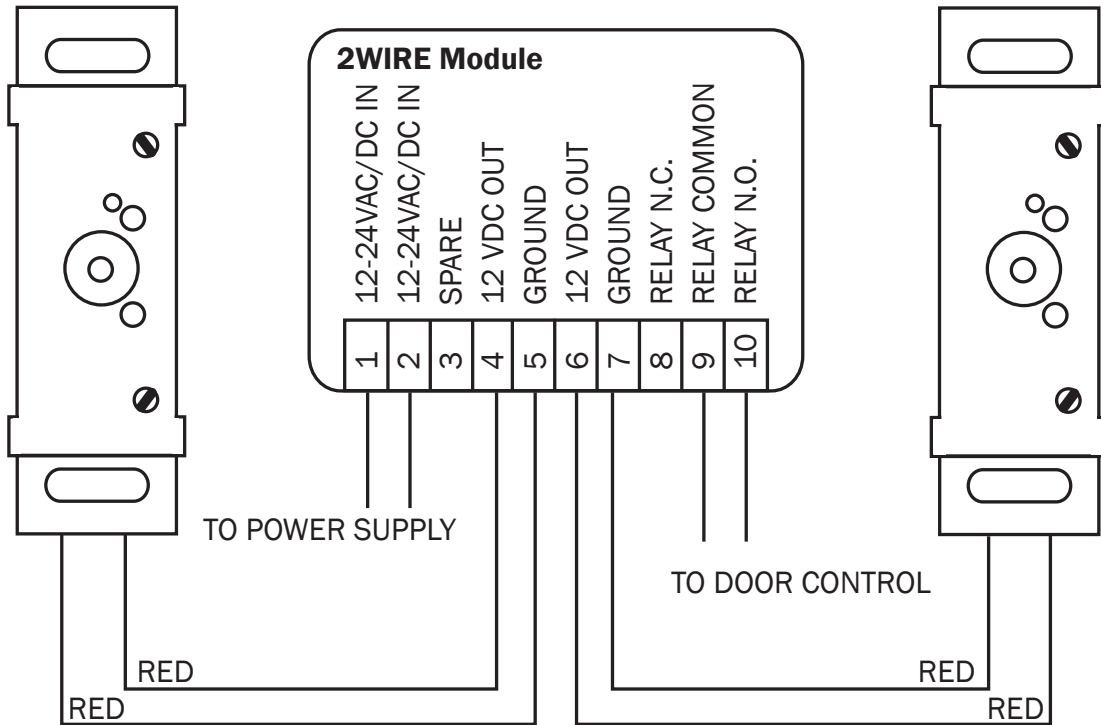 2WIRE Module
12-24VAC/DC IN
12-24VAC/DC IN
SPARE
12 VDC OUT
GROUND
12 VDC OUT
GROUND
RELAY N.C.
RELAY COMMON
RELAY N.O.
1 2 3 4 5 6 7 8 9 10
TO POWER SUPPLY
TO DOOR CONTROL
RED
RED
RED
RED